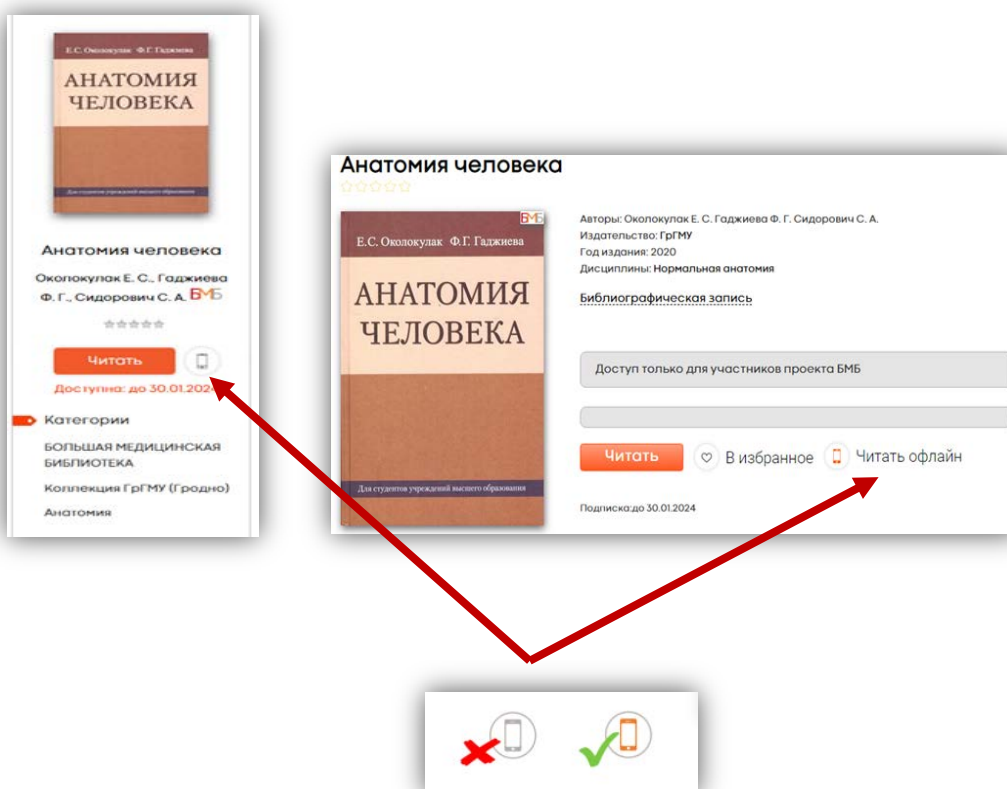 Е.С. Околокулак Ф.Г. Гаджиева
АНАТОМИЯ
ЧЕЛОВЕКА
Для студентов учреждений высшего образования
Анатомия человека
Околокулак Е. С., Гаджиева
Ф. Г., Сидорович С. А. БМБ
Читать
Доступна: до 30.01.2024
Категории
БОЛЬШАЯ МЕДИЦИНСКАЯ
БИБЛИОТЕКА
Коллекция ГрГМУ (Гродно)
Анатомия
Анатомия человека
БМБ
Е.С. Околокулак Ф.Г. Гаджиева
АНАТОМИЯ
ЧЕЛОВЕКА
Для студентов учреждений высшего образования
Авторы: Околокулак Е. С. Гаджиева Ф. Г. Сидорович С. А.
Издательство: ГрГМУ
Год издания: 2020
Дисциплины: Нормальная анатомия
Библиографическая запись
Доступ только для участников проекта БМБ
Читать В избранное Читать офлайн
Подписка:до 30.01.2024